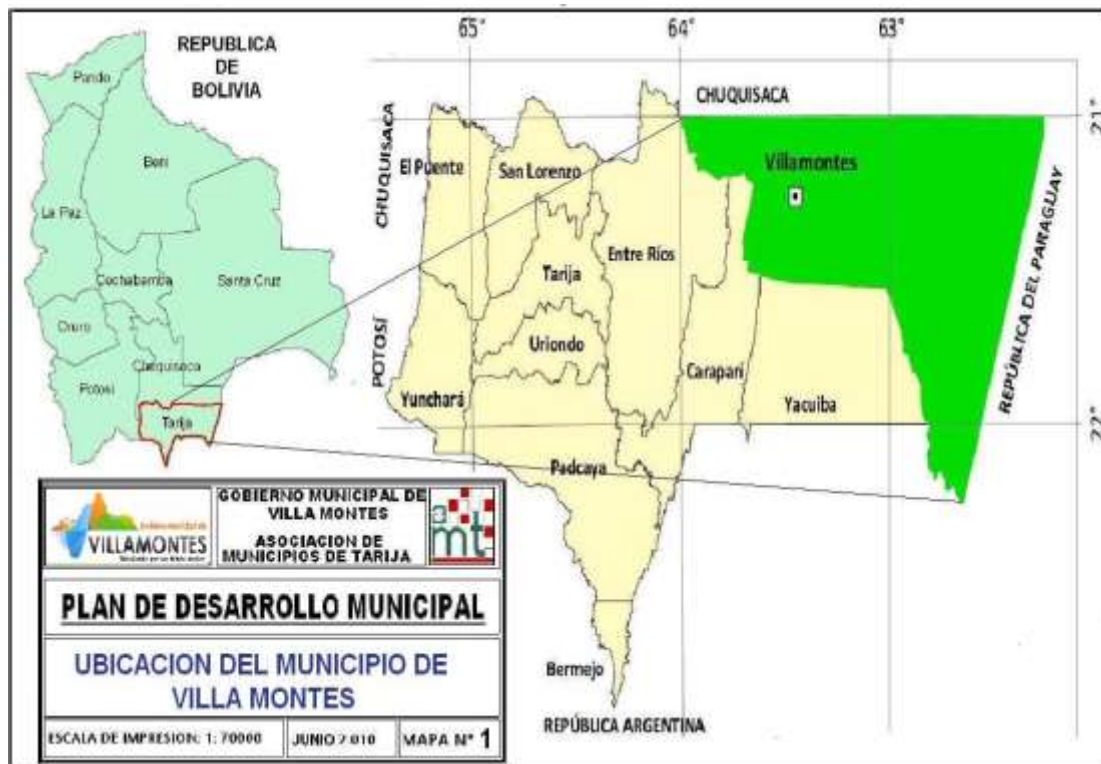 REPÚBLICA
DE
BOLIVIA
Pando
Beni
La Paz
Cochabamba
Santa Cruz
Oruro
Chuquisaca
Potosí
Tarija
65°
64°
63°
CHUQUISACA
21°
CHUQUISACA
El Puente
San Lorenzo
Villamontes
Entre Ríos
Tarija
Uriondo
POTOSÍ
Yunchará
Caraparí
Yacuiba
REPÚBLICA DEL PARAGUAY
22°
Padcaya
Bermejo
REPÚBLICA ARGENTINA
VILLAMONTES
GOBIERNO MUNICIPAL DE
VILLA MONTES
ASOCIACION DE
MUNICIPIOS DE TARIJA
amt
PLAN DE DESARROLLO MUNICIPAL
UBICACION DEL MUNICIPIO DE
VILLA MONTES
ESCALA DE IMPRESION: 1: 70000
JUNIO 2 010
MAPA N° 1